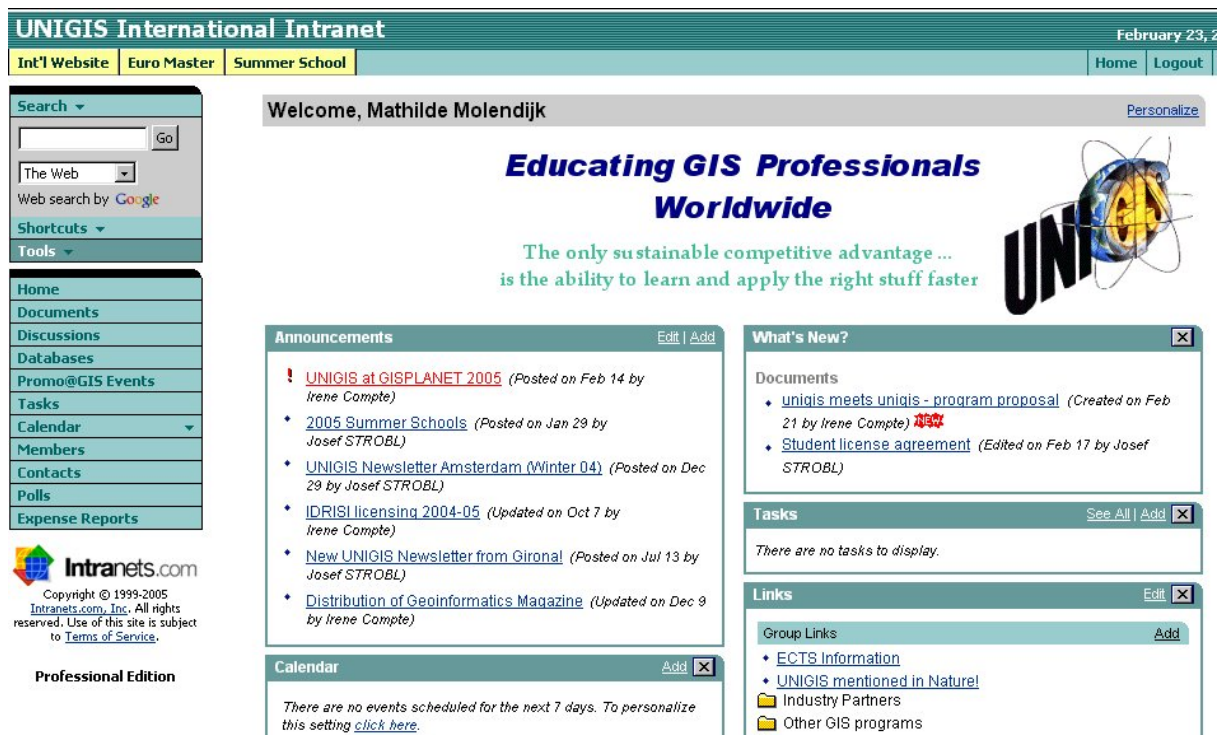 UNIGIS International Intranet
February 23, 2
Int'l Website Euro Master Summer School
Home Logout
Search
Go
The Web
Web search by Google
Shortcuts
Tools
Home
Documents
Discussions
Databases
Promo@GIS Events
Tasks
Calendar
Members
Contacts
Polls
Expense Reports
Intranets.com
Copyright © 1999-2005
Intranets.com, Inc. All rights
reserved. Use of this site is subject
to Terms of Service.
Professional Edition
Welcome, Mathilde Molendijk
Personalize
Educating GIS Professionals
Worldwide
The only sustainable competitive advantage ...
is the ability to learn and apply the right stuff faster
UNI
Announcements Edit | Add
! UNIGIS at GISPLANET 2005 (Posted on Feb 14 by
Irene Compte)
2005 Summer Schools (Posted on Jan 29 by
Josef STROBL)
UNIGIS Newsletter Amsterdam (Winter 04) (Posted on Dec
29 by Josef STROBL)
IDRISI licensing 2004-05 (Updated on Oct 7 by
Irene Compte)
New UNIGIS Newsletter from Girona! (Posted on Jul 13 by
Josef STROBL)
Distribution of Geoinformatics Magazine (Updated on Dec 9
by Irene Compte)
Calendar Add
There are no events scheduled for the next 7 days. To personalize
this setting click here.
What's New?
Documents
unigis meets unigis - program proposal (Created on Feb
21 by Irene Compte) NEW
Student license agreement (Edited on Feb 17 by Josef
STROBL)
Tasks See All | Add
There are no tasks to display.
Links Edit
Group Links Add
ECTS Information
UNIGIS mentioned in Nature!
Industry Partners
Other GIS programs